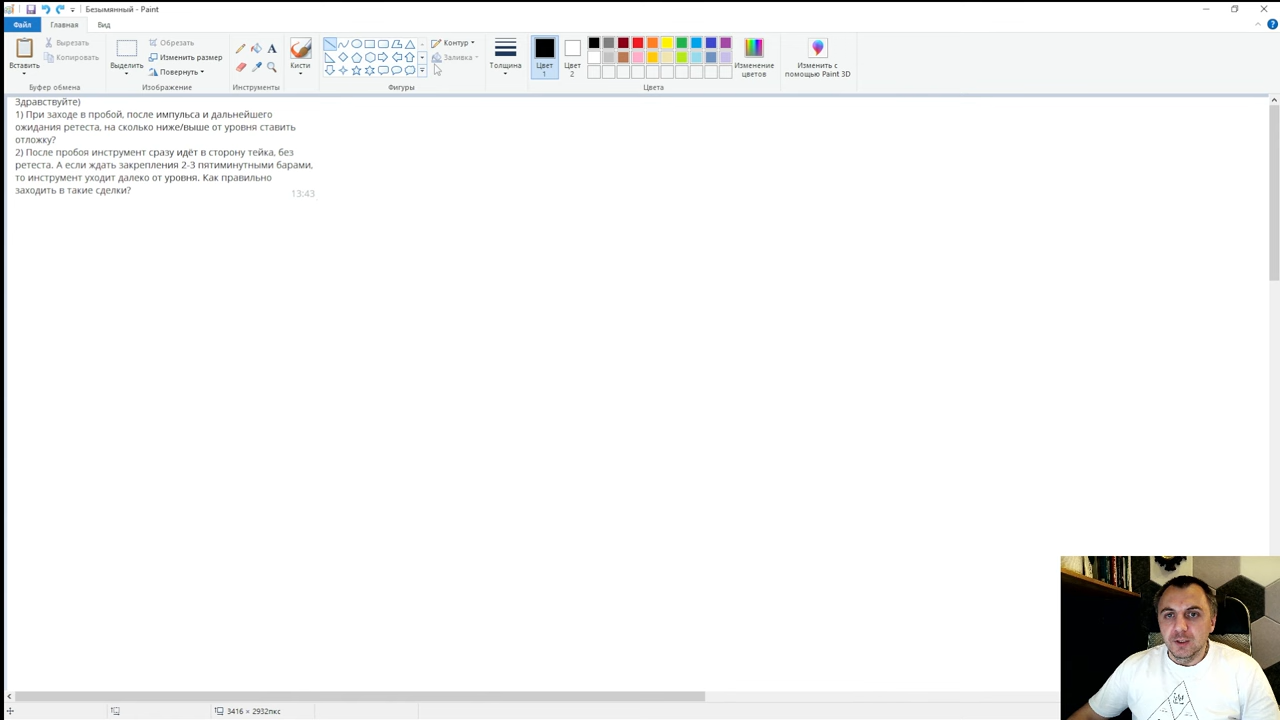 Безымянный - Paint
Файл
Главная
Вид
Вставить
Вырезать
Копировать
Буфер обмена
Выделить
Обрезать
Изменить размер
Повернуть
Изображение
A
Инструменты
Кисти
Контур
Заливка
Фигуры
Толщина
Цвет 1
Цвет 2
Изменение цветов
Цвета
Изменить с помощью Paint 3D
Здравствуйте)
1) При заходе в пробой, после импульса и дальнейшего
ожидания ретеста, на сколько ниже/выше от уровня ставить
отложку?
2) После пробоя инструмент сразу идёт в сторону тейка, без
ретеста. А если ждать закрепления 2-3 пятиминутными барами,
то инструмент уходит далеко от уровня. Как правильно
заходить в такие сделки?
13:43
3416 × 2932пкс